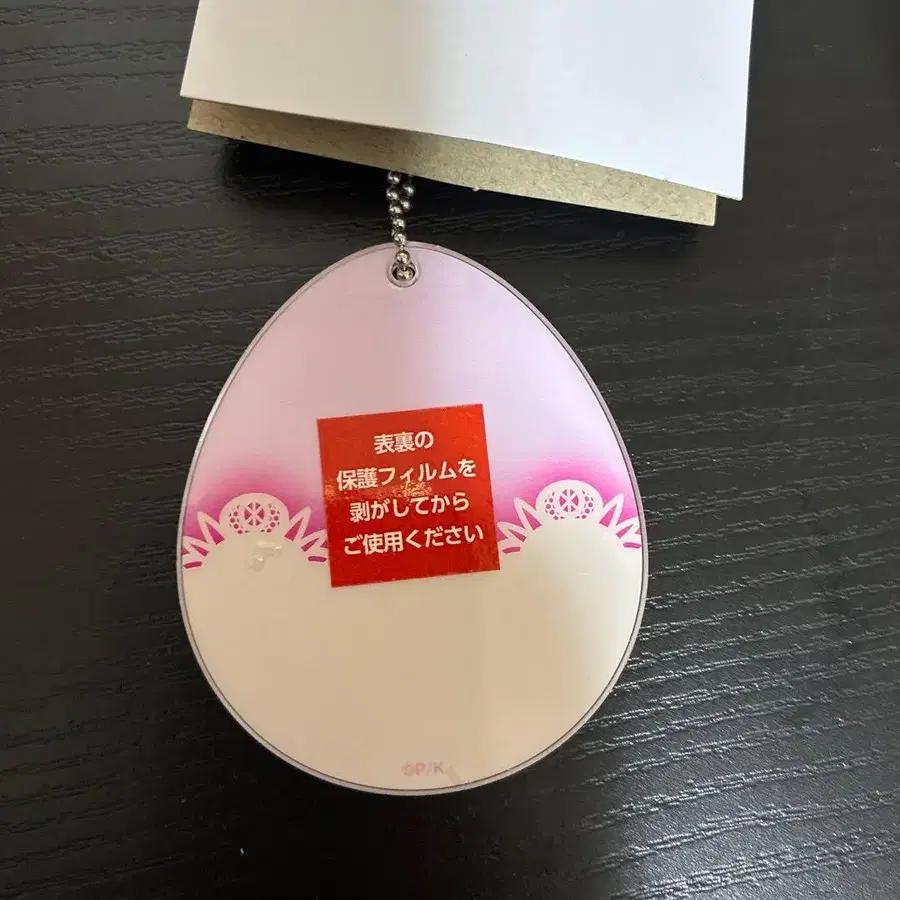 表裏の
保護フィルムを
剥がしてから
ご使用ください
©P/K